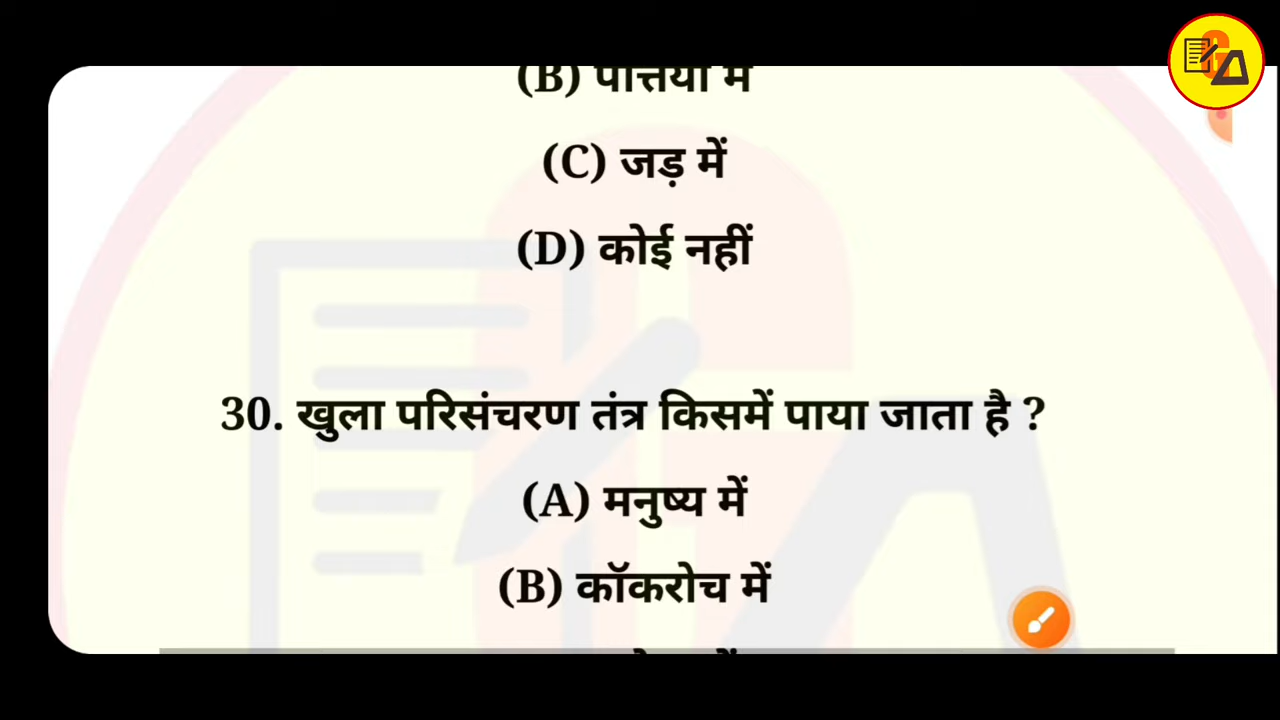 (B) पत्तियों में
(C) जड़ में
(D) कोई नहीं
30. खुला परिसंचरण तंत्र किसमें पाया जाता है ?
(A) मनुष्य में
(B) कॉकरोच में